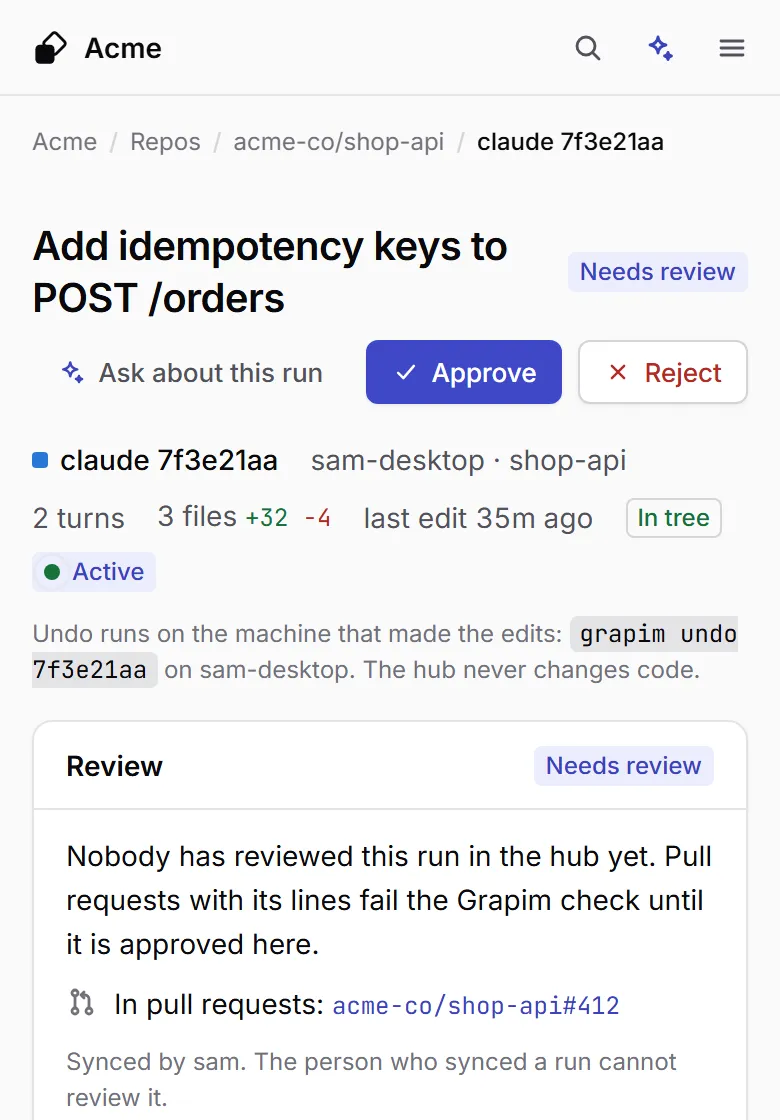 Acme
Acme / Repos / acme-co/shop-api / claude 7f3e21aa
Add idempotency keys to
POST /orders
Needs review
Ask about this run
Approve
Reject
claude 7f3e21aa sam-desktop · shop-api
2 turns 3 files +32 -4 last edit 35m ago In tree
Active
Undo runs on the machine that made the edits: grapim undo
7f3e21aa on sam-desktop. The hub never changes code.
Review
Needs review
Nobody has reviewed this run in the hub yet. Pull
requests with its lines fail the Grapim check until
it is approved here.
In pull requests: acme-co/shop-api#412
Synced by sam. The person who synced a run cannot
review it.